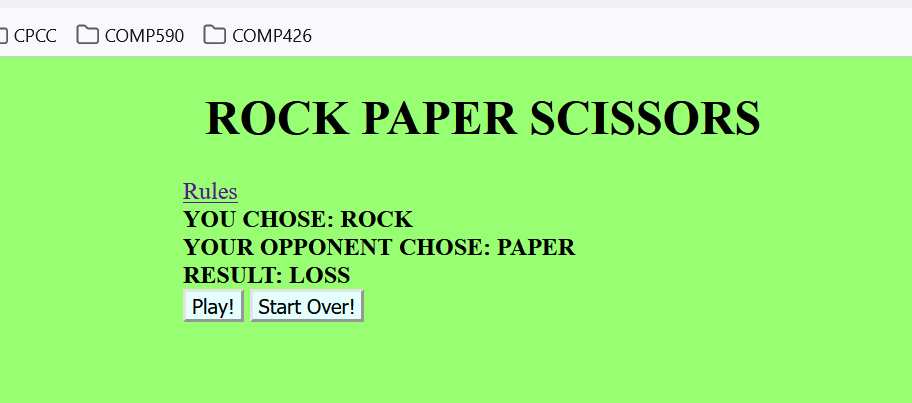 CPCC COMP590 COMP426
ROCK PAPER SCISSORS
Rules
YOU CHOSE: ROCK
YOUR OPPONENT CHOSE: PAPER
RESULT: LOSS
Play! Start Over!